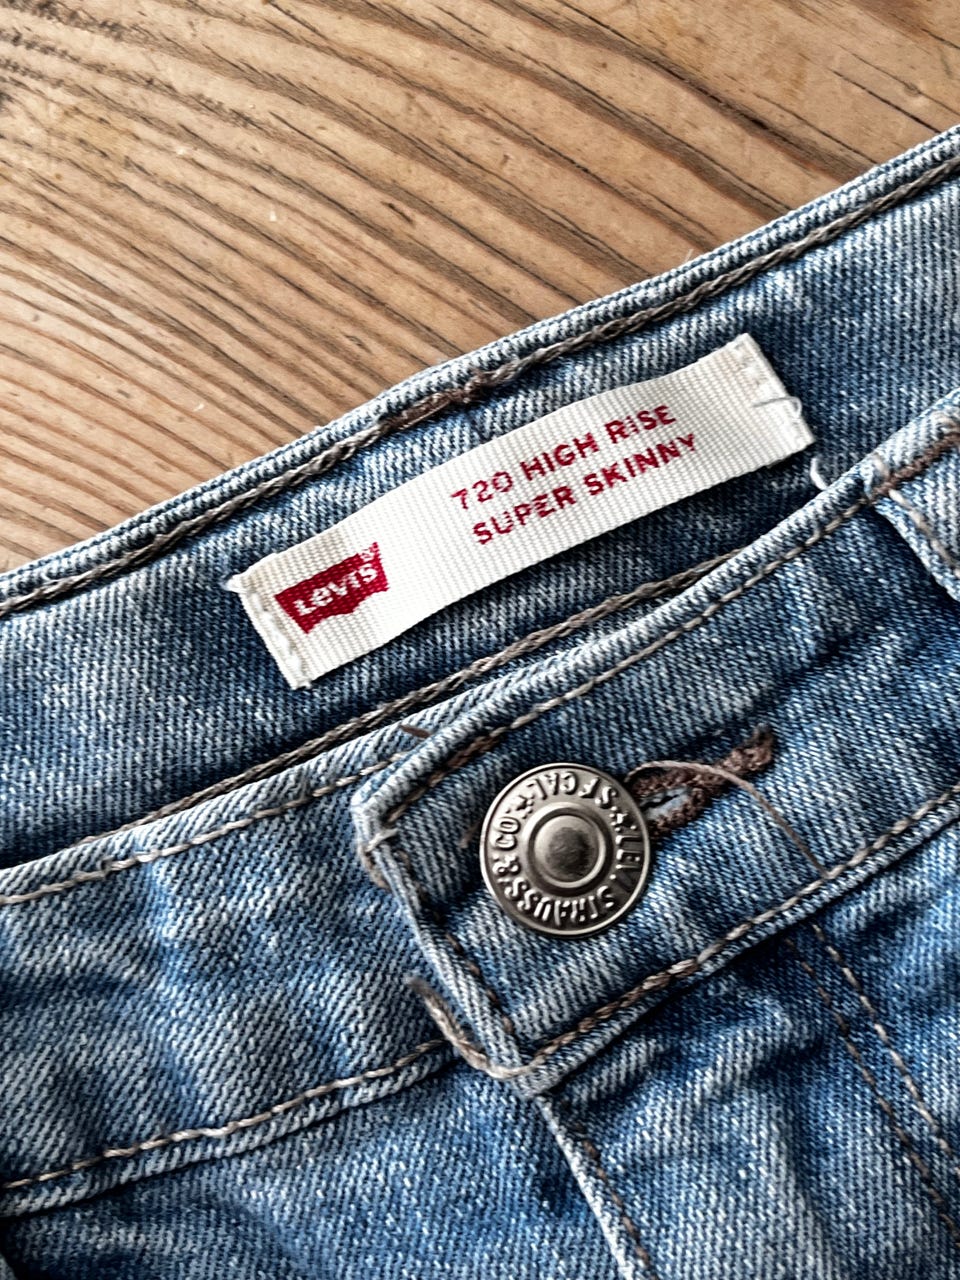 720 HIGH RISE
SUPER SKINNY
Levi's
LEVI STRAUSS & CO. S.F. CAL.